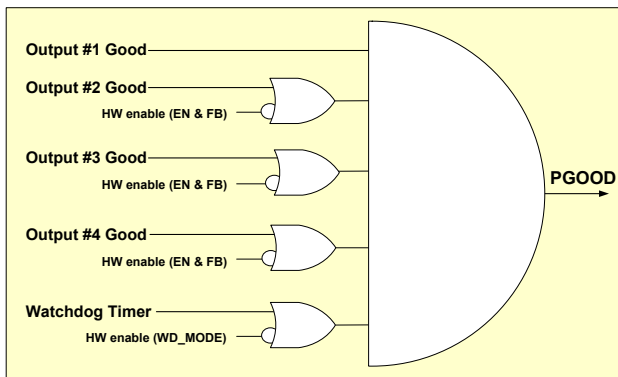 Output #1 Good
Output #2 Good
HW enable (EN & FB)
Output #3 Good
HW enable (EN & FB)
PGOOD
Output #4 Good
HW enable (EN & FB)
Watchdog Timer
HW enable (WD_MODE)